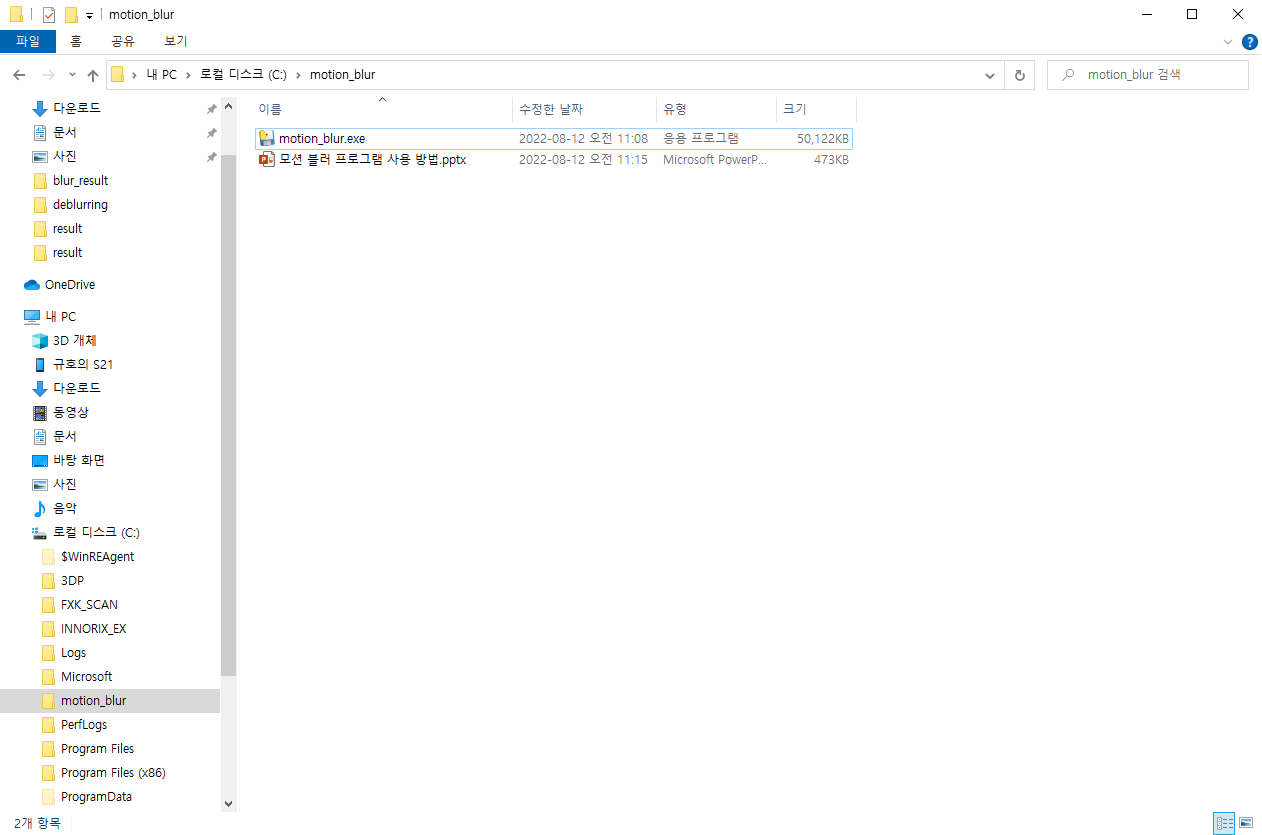 motion_blur
파일 홈 공유 보기
내 PC 로컬 디스크 (C:) motion_blur
motion_blur 검색
다운로드
문서
사진
blur_result
deblurring
result
result
OneDrive
내 PC
3D 개체
규호의 S21
다운로드
동영상
문서
바탕 화면
사진
음악
로컬 디스크 (C:)
$WinREAgent
3DP
FXK_SCAN
INNORIX_EX
Logs
Microsoft
motion_blur
PerfLogs
Program Files
Program Files (x86)
ProgramData
이름 수정한 날짜 유형 크기
motion_blur.exe 2022-08-12 오전 11:08 응용 프로그램 50,122KB
모션 블러 프로그램 사용 방법.pptx 2022-08-12 오전 11:15 Microsoft PowerP... 473KB
2개 항목